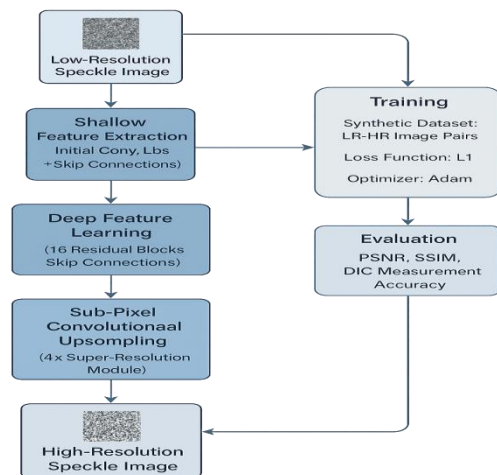 Low-Resolution
Speckle Image
Shallow
Feature Extraction
Initial Cony, Lbs
+Skip Connections)
Deep Feature
Learning
(16 Residual Blocks
Skip Connections)
Sub-Pixel
Convolutionaal
Upsompling
(4x Super-Resolution
Module)
High-Resolution
Speckle Image
Training
Synthetic Dataset:
LR-HR Image Pairs
Loss Function: L1
Optimizer: Adam
Evaluation
PSNR, SSIM,
DIC Measurement
Accuracy